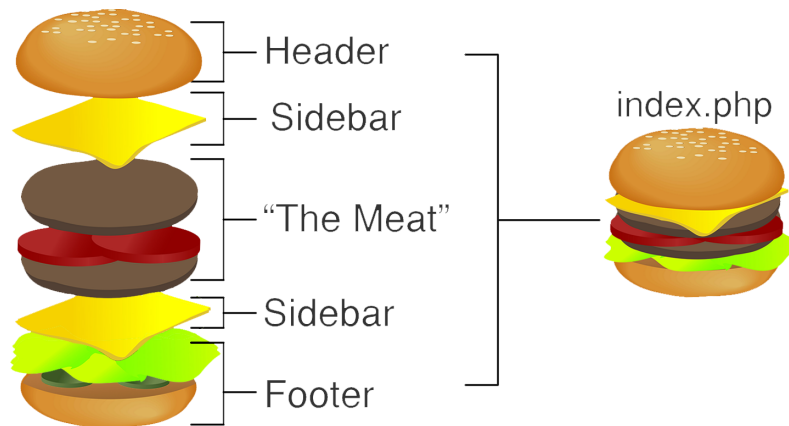 Header
Sidebar
“The Meat”
Sidebar
Footer
index.php